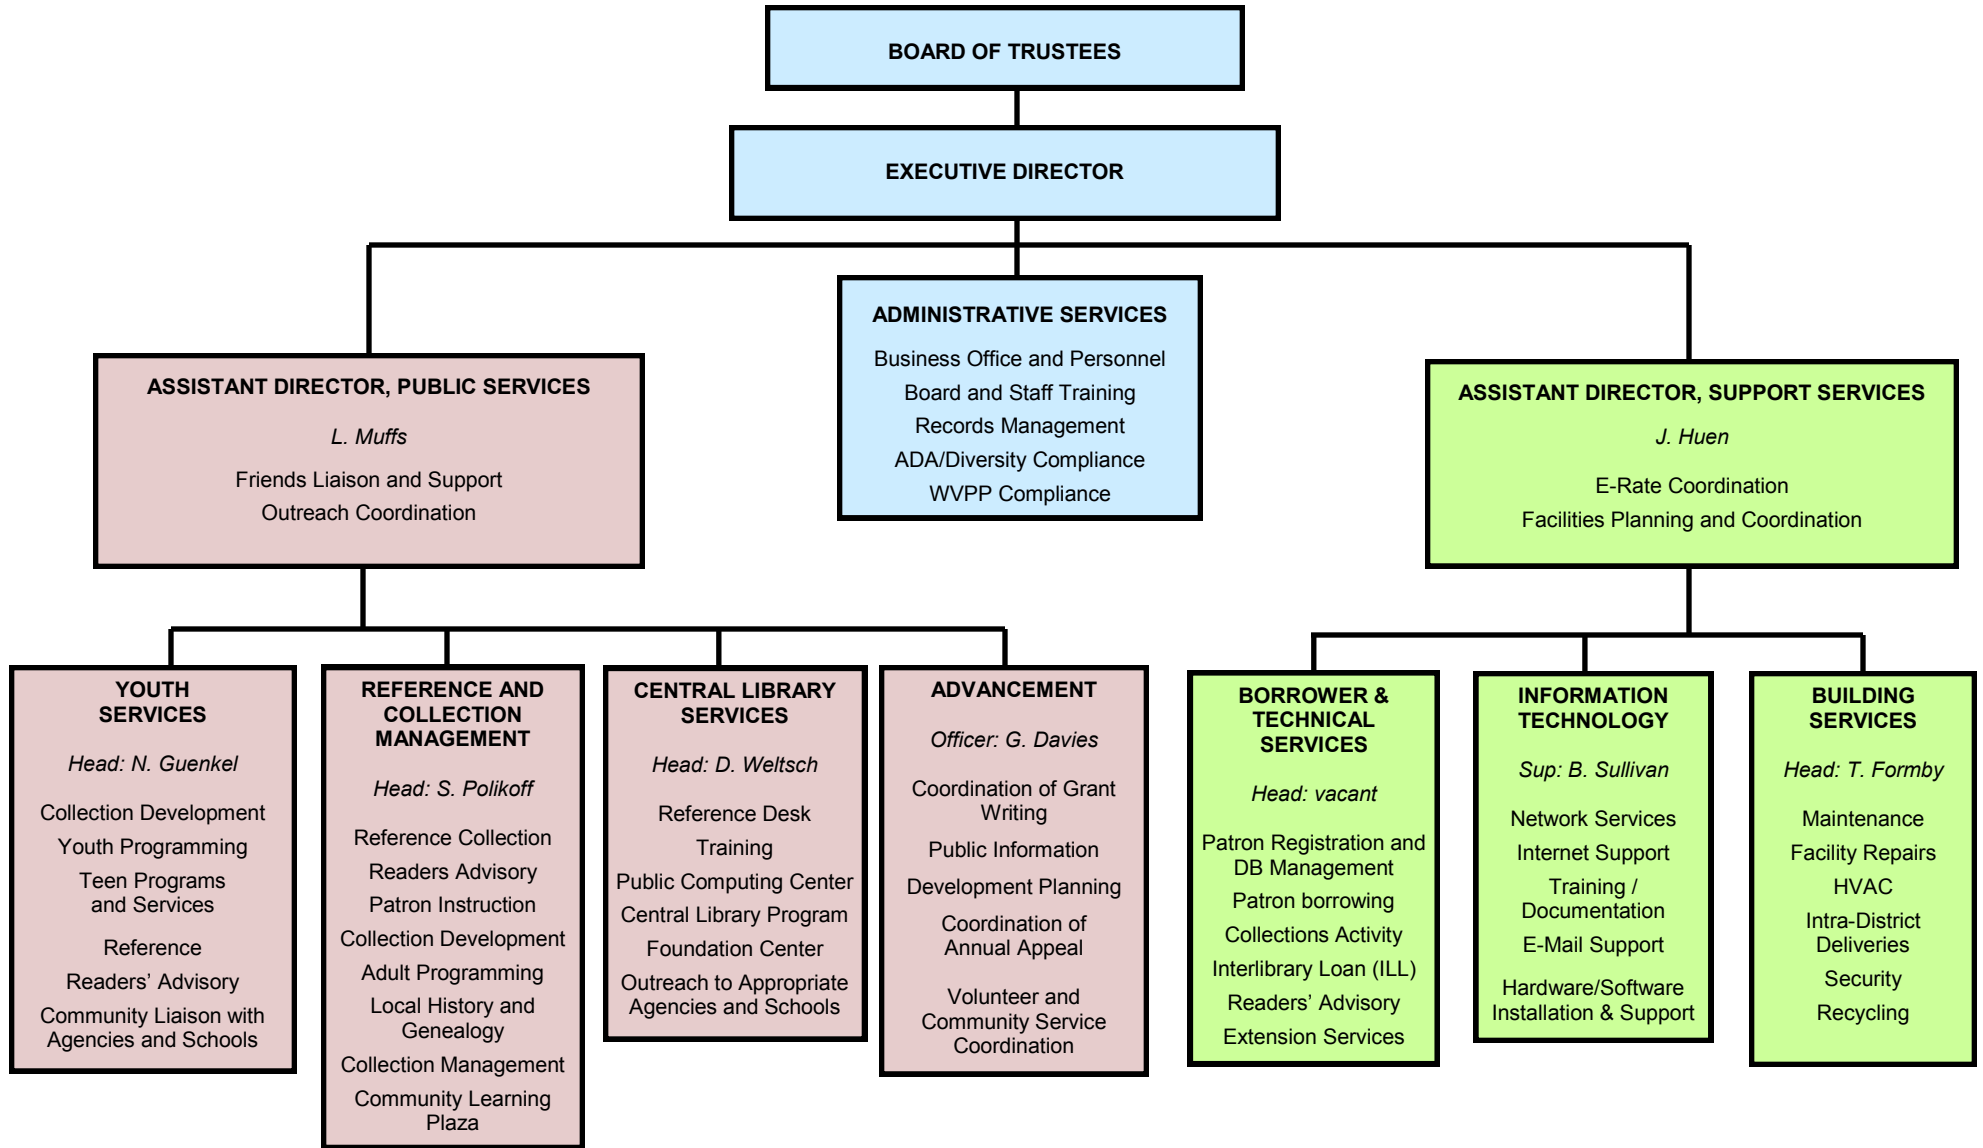 BOARD OF TRUSTEES
EXECUTIVE DIRECTOR
ADMINISTRATIVE SERVICES
Business Office and Personnel
Board and Staff Training
Records Management
ADA/Diversity Compliance
WVPP Compliance
ASSISTANT DIRECTOR, PUBLIC SERVICES
L. Muffs
Friends Liaison and Support
Outreach Coordination
ASSISTANT DIRECTOR, SUPPORT SERVICES
J. Huen
E-Rate Coordination
Facilities Planning and Coordination
YOUTH
SERVICES
Head: N. Guenkel
Collection Development
Youth Programming
Teen Programs
and Services
Reference
Readers’ Advisory
Community Liaison with
Agencies and Schools
REFERENCE AND
COLLECTION
MANAGEMENT
Head: S. Polikoff
Reference Collection
Readers Advisory
Patron Instruction
Collection Development
Adult Programming
Local History and
Genealogy
Collection Management
Community Learning
Plaza
CENTRAL LIBRARY
SERVICES
Head: D. Weltsch
Reference Desk
Training
Public Computing Center
Central Library Program
Foundation Center
Outreach to Appropriate
Agencies and Schools
ADVANCEMENT
Officer: G. Davies
Coordination of Grant
Writing
Public Information
Development Planning
Coordination of
Annual Appeal
Volunteer and
Community Service
Coordination
BORROWER &
TECHNICAL
SERVICES
Head: vacant
Patron Registration and
DB Management
Patron borrowing
Collections Activity
Interlibrary Loan (ILL)
Readers’ Advisory
Extension Services
INFORMATION
TECHNOLOGY
Sup: B. Sullivan
Network Services
Internet Support
Training /
Documentation
E-Mail Support
Hardware/Software
Installation & Support
BUILDING
SERVICES
Head: T. Formby
Maintenance
Facility Repairs
HVAC
Intra-District
Deliveries
Security
Recycling